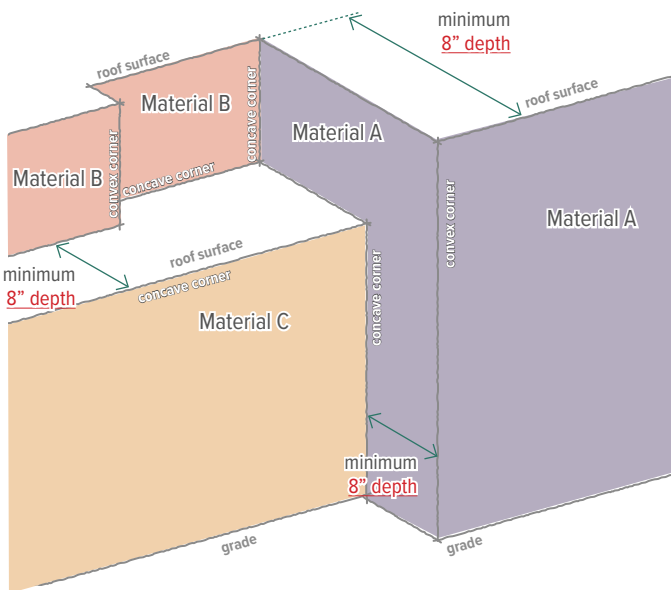 minimum
8” depth
roof surface
roof surface
Material B
concave corner
Material A
Material B
convex corner
concave corner
convex corner
Material A
roof surface
concave corner
minimum
8” depth
concave corner
Material C
minimum
8” depth
grade
grade